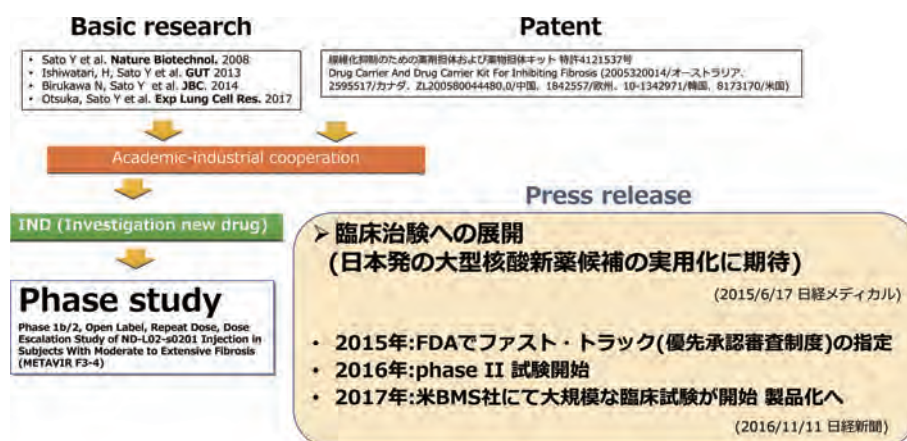 Basic research
• Sato Y et al. Nature Biotechnol. 2008
• Ishiwatari, H, Sato Y et al. GUT 2013
• Birukawa N, Sato Y et al. JBC. 2014
• Otsuka, Sato Y et al. Exp Lung Cell Res. 2017
Patent
線維化抑制のための薬剤担体および薬物担体キット 特許4121537号
Drug Carrier And Drug Carrier Kit For Inhibiting Fibrosis (2005320014/オーストラリア、
2595517/カナダ、ZL200580044480,0/中国、1842557/欧州、10-1342971/韓国、8173170/米国)
Academic-industrial cooperation
IND (Investigation new drug)
Phase study
Phase 1b/2, Open Label, Repeat Dose, Dose
Escalation Study of ND-L02-s0201 Injection in
Subjects With Moderate to Extensive Fibrosis
(METAVIR F3-4)
Press release
➢ 臨床治験への展開
(日本発の大型核酸新薬候補の実用化に期待)
(2015/6/17 日経メディカル)
• 2015年:FDAでファスト・トラック(優先承認審査制度)の指定
• 2016年:phase II 試験開始
• 2017年:米BMS社にて大規模な臨床試験が開始 製品化へ
(2016/11/11 日経新聞)